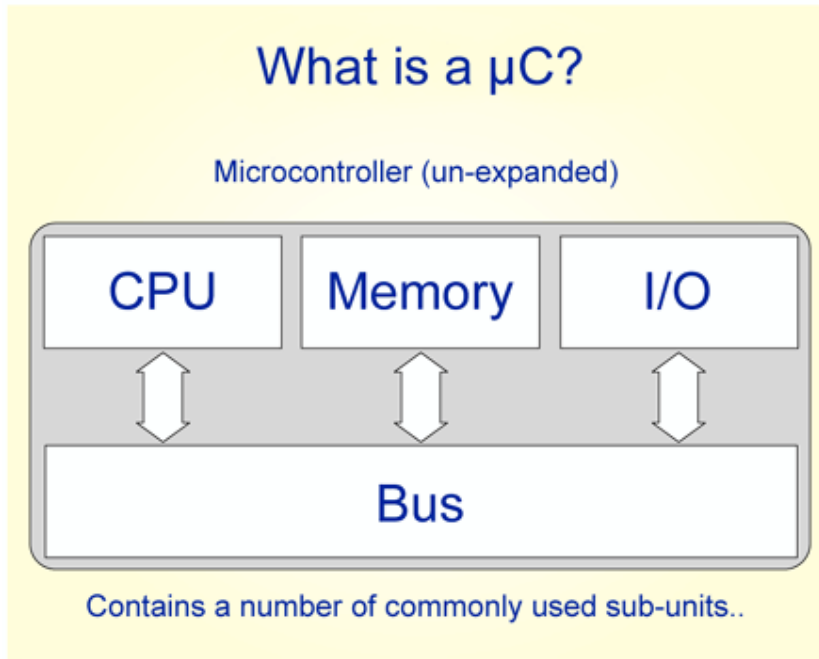 What is a µC?
Microcontroller (un-expanded)
CPU
Memory
I/O
Bus
Contains a number of commonly used sub-units..